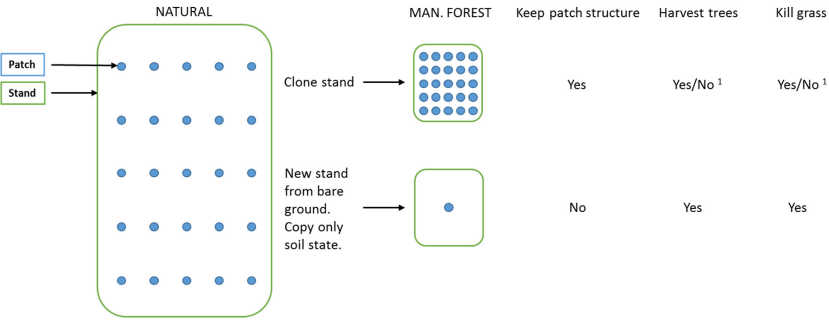 NATURAL
MAN. FOREST
Keep patch structure
Harvest trees
Kill grass
Patch
Stand
Clone stand
Yes
Yes/No 1
Yes/No 1
New stand
from bare
ground.
Copy only
soil state.
No
Yes
Yes